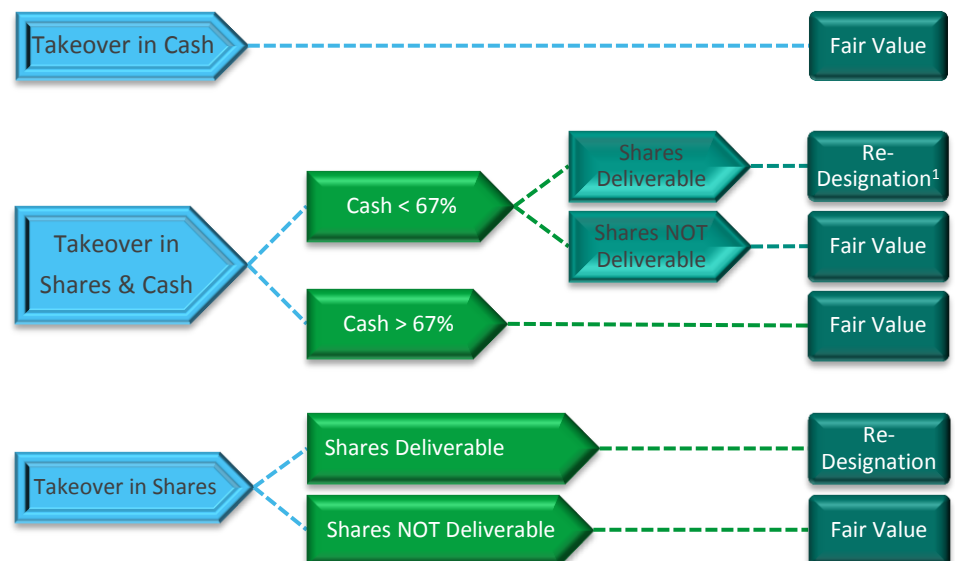 Takeover in Cash
Fair Value
Takeover in
Shares & Cash
Cash < 67%
Shares
Deliverable
Re-
Designation¹
Shares NOT
Deliverable
Fair Value
Cash > 67%
Fair Value
Takeover in Shares
Shares Deliverable
Re-
Designation
Shares NOT Deliverable
Fair Value